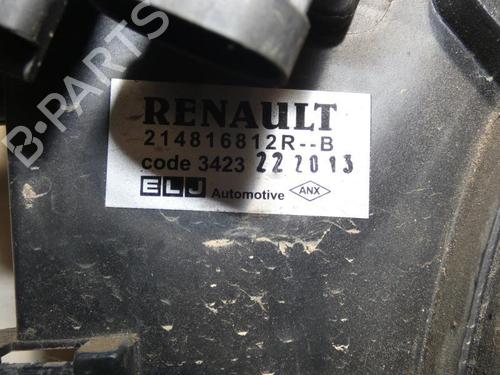 RENAULT
214816812R--B
code 3423 22 2013
ELJ Automotive ANX
B-PARTS